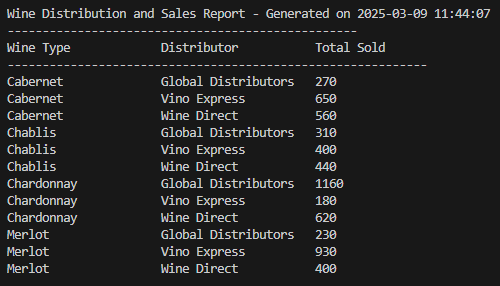 Wine Distribution and Sales Report - Generated on 2025-03-09 11:44:07
--------------------------------------------------
Wine Type             Distributor           Total Sold
------------------------------------------------------------
Cabernet              Global Distributors   270
Cabernet              Vino Express          650
Cabernet              Wine Direct           560
Chablis               Global Distributors   310
Chablis               Vino Express          400
Chablis               Wine Direct           440
Chardonnay            Global Distributors   1160
Chardonnay            Vino Express          180
Chardonnay            Wine Direct           620
Merlot                Global Distributors   230
Merlot                Vino Express          930
Merlot                Wine Direct           400